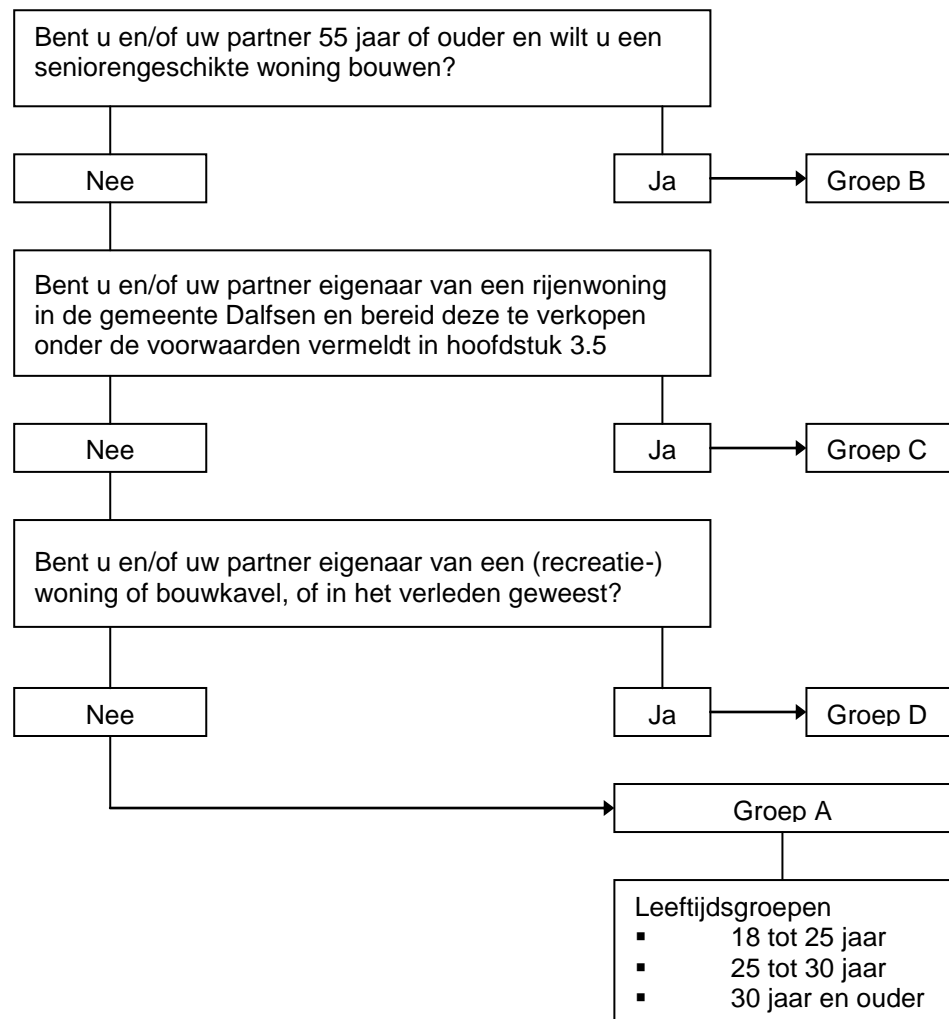 Bent u en/of uw partner 55 jaar of ouder en wilt u een
seniorengeschikte woning bouwen?
Nee
Ja
Groep B
Bent u en/of uw partner eigenaar van een rijenwoning
in de gemeente Dalfsen en bereid deze te verkopen
onder de voorwaarden vermeldt in hoofdstuk 3.5
Nee
Ja
Groep C
Bent u en/of uw partner eigenaar van een (recreatie-)
woning of bouwkavel, of in het verleden geweest?
Nee
Ja
Groep D
Groep A
Leeftijdsgroepen
▪ 18 tot 25 jaar
▪ 25 tot 30 jaar
▪ 30 jaar en ouder